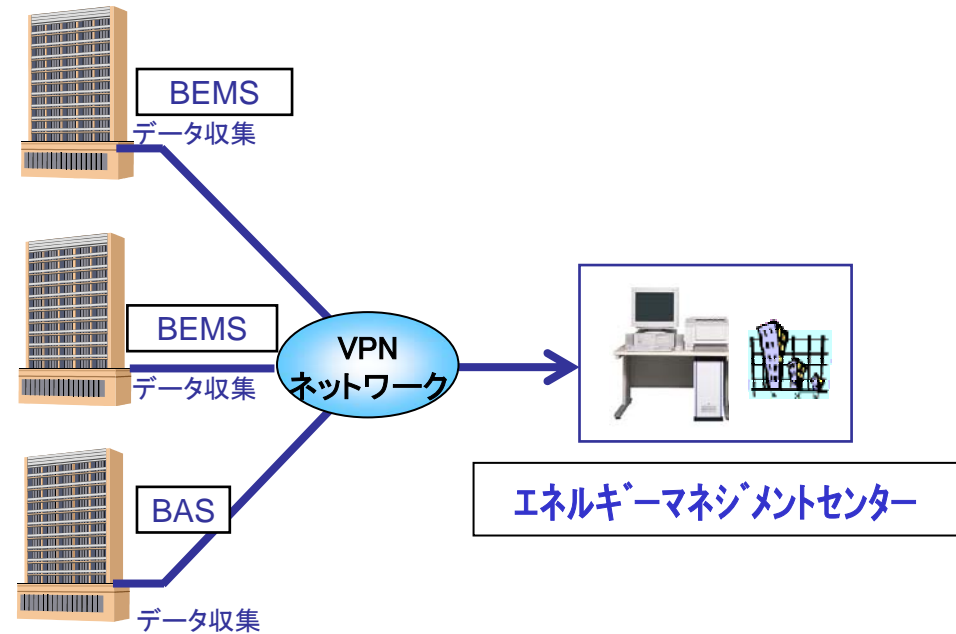 BEMS
データ収集
BEMS
データ収集
VPN
ネットワーク
BAS
データ収集
エネルギーマネジメントセンター